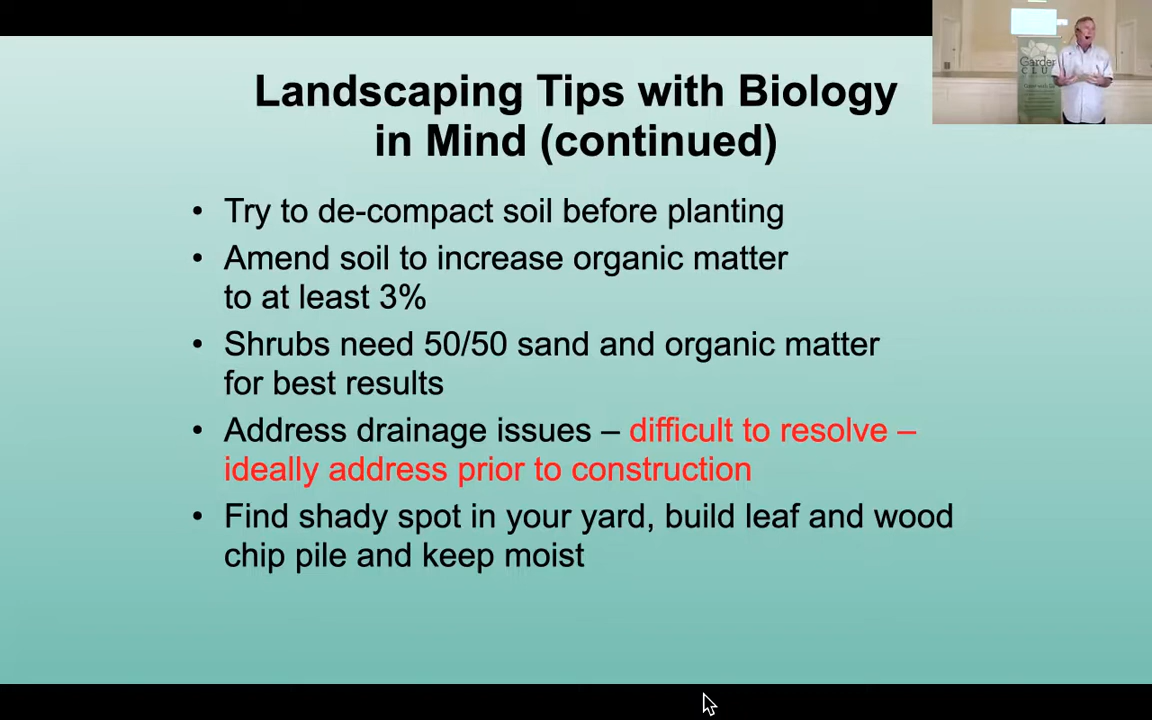 Landscaping Tips with Biology
in Mind (continued)
• Try to de-compact soil before planting
• Amend soil to increase organic matter
to at least 3%
• Shrubs need 50/50 sand and organic matter
for best results
• Address drainage issues – difficult to resolve –
ideally address prior to construction
• Find shady spot in your yard, build leaf and wood
chip pile and keep moist
Garden
CLU